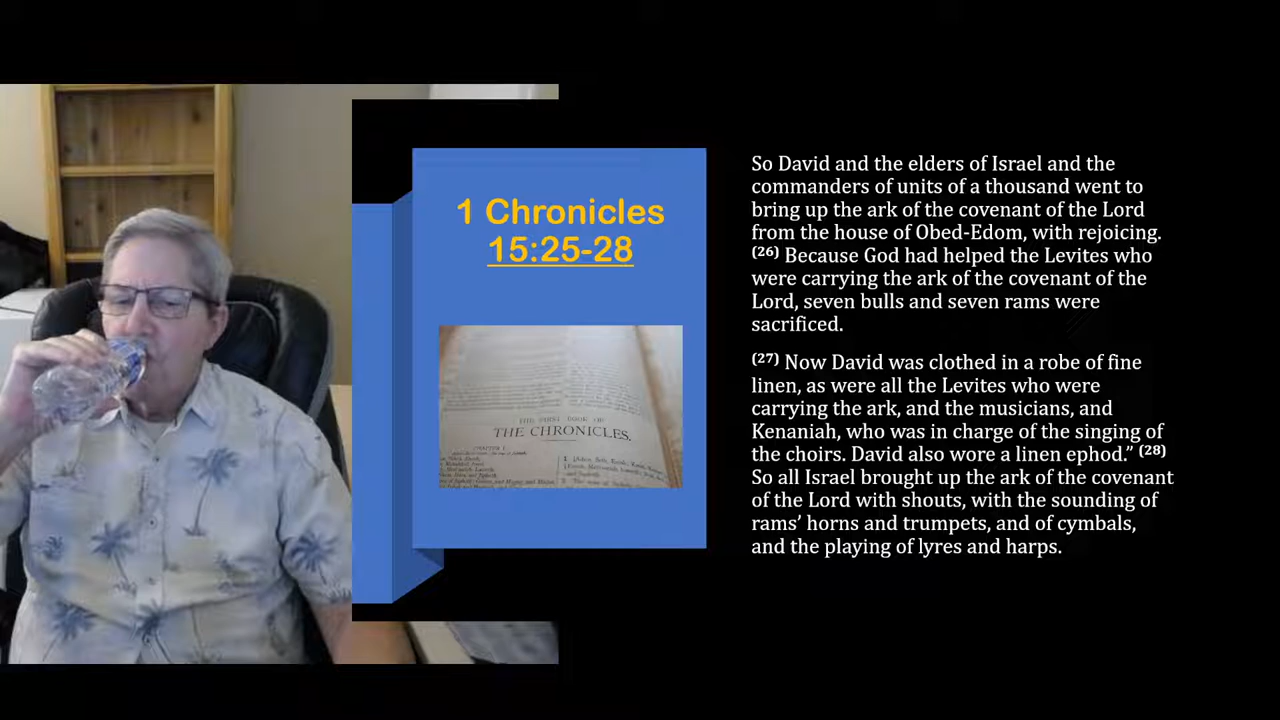 1 Chronicles
15:25-28
THE FIRST BOOK OF
THE CHRONICLES.
CHAPTER I.
So David and the elders of Israel and the
commanders of units of a thousand went to
bring up the ark of the covenant of the Lord
from the house of Obed-Edom, with rejoicing.
(26) Because God had helped the Levites who
were carrying the ark of the covenant of the
Lord, seven bulls and seven rams were
sacrificed.
(27) Now David was clothed in a robe of fine
linen, as were all the Levites who were
carrying the ark, and the musicians, and
Kenaniah, who was in charge of the singing of
the choirs. David also wore a linen ephod.” (28)
So all Israel brought up the ark of the covenant
of the Lord with shouts, with the sounding of
rams’ horns and trumpets, and of cymbals,
and the playing of lyres and harps.